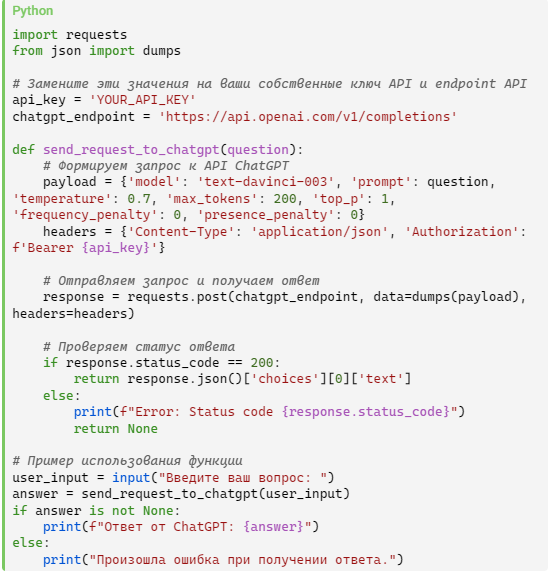 Python
import requests
from json import dumps
# Замените эти значения на ваши собственные ключ API и endpoint API
api_key = 'YOUR_API_KEY'
chatgpt_endpoint = 'https://api.openai.com/v1/completions'
def send_request_to_chatgpt(question):
    # Формируем запрос к API ChatGPT
    payload = {'model': 'text-davinci-003', 'prompt': question,
'temperature': 0.7, 'max_tokens': 200, 'top_p': 1,
'frequency_penalty': 0, 'presence_penalty': 0}
    headers = {'Content-Type': 'application/json', 'Authorization':
f'Bearer {api_key}'}
    # Отправляем запрос и получаем ответ
    response = requests.post(chatgpt_endpoint, data=dumps(payload),
headers=headers)
    # Проверяем статус ответа
    if response.status_code == 200:
        return response.json()['choices'][0]['text']
    else:
        print(f"Error: Status code {response.status_code}")
        return None
# Пример использования функции
user_input = input("Введите ваш вопрос: ")
answer = send_request_to_chatgpt(user_input)
if answer is not None:
    print(f"Ответ от ChatGPT: {answer}")
else:
    print("Произошла ошибка при получении ответа.")